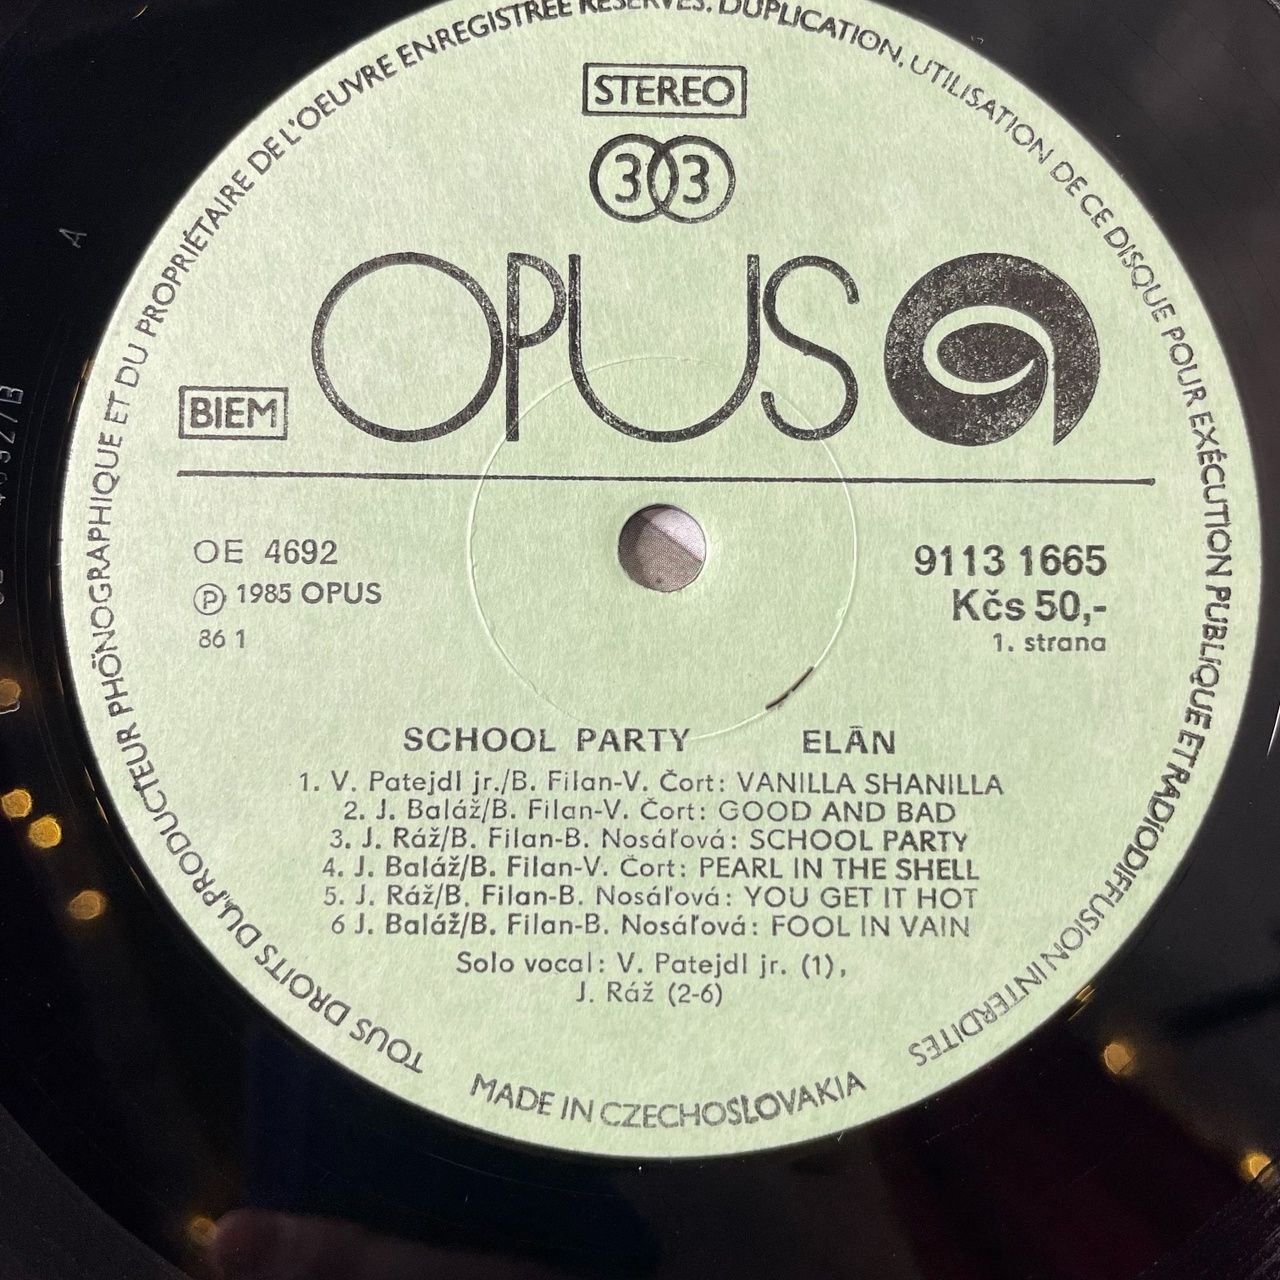 TOUS DROITS DU PRODUCTEUR PHÖNOGRAPHIQUE ET DU PROPRIÉTAIRE DE L'OEUVRE ENREGISTRÉE RÉSERVÉS. DUPLICATION, UTILISATION DE CE DISQUE POUR EXÉCUTION PUBLIQUE ET RADIODIFFUSION INTERDITES
STEREO
33
OPUS
BIEM
A
OE 4692
9113 1665
Ⓟ 1985 OPUS
Kčs 50,-
86 1
1. strana
SCHOOL PARTY ELÄN
1. V. Patejdl jr./B. Filan-V. Čort: VANILLA SHANILLA
2. J. Baláž/B. Filan-V. Čort: GOOD AND BAD
3. J. Ráž/B. Filan-B. Nosáľová: SCHOOL PARTY
4. J. Baláž/B. Filan-V. Čort: PEARL IN THE SHELL
5. J. Ráž/B. Filan-B. Nosáľová: YOU GET IT HOT
6 J. Baláž/B. Filan-B. Nosáľová: FOOL IN VAIN
Solo vocal: V. Patejdl jr. (1),
J. Ráž (2-6)
MADE IN CZECHOSLOVAKIA